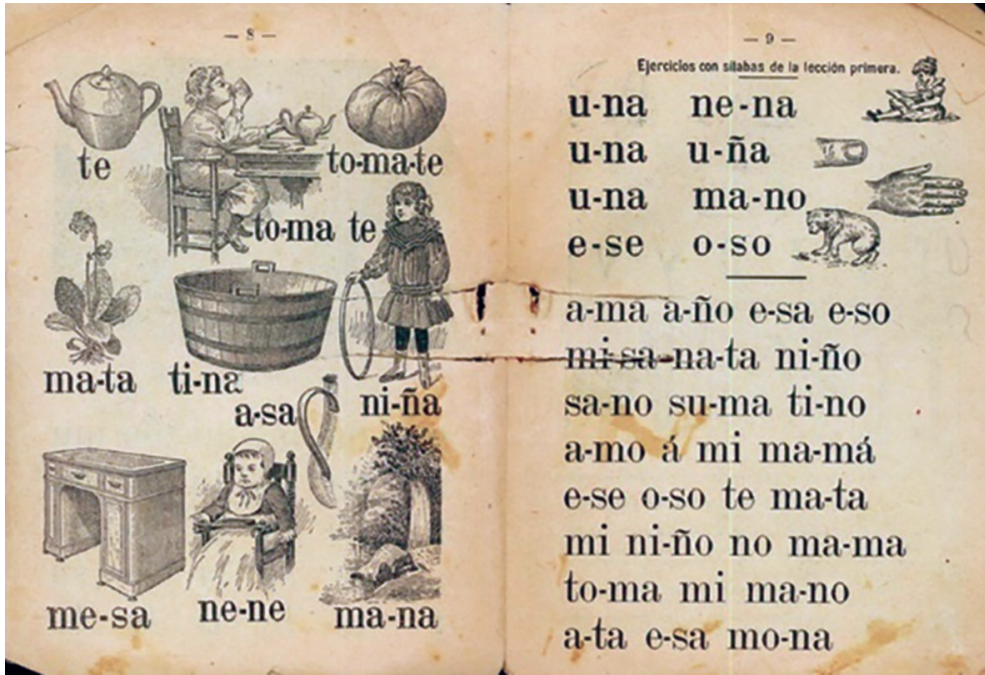 — 8 —
te
to-ma-te
to-ma te
ma-ta ti-na
a-sa
ni-ña
me-sa ne-ne ma-na
— 9 —
Ejercicios con sílabas de la lección primera.
u-na ne-na
u-na u-ña
u-na ma-no
e-se o-so
a-ma a-ño e-sa e-so
mi sa-na-ta ni-ño
sa-no su-ma ti-no
a-mo á mi ma-má
e-se o-so te ma-ta
mi ni-ño no ma-ma
to-ma mi ma-no
a-ta e-sa mo-na